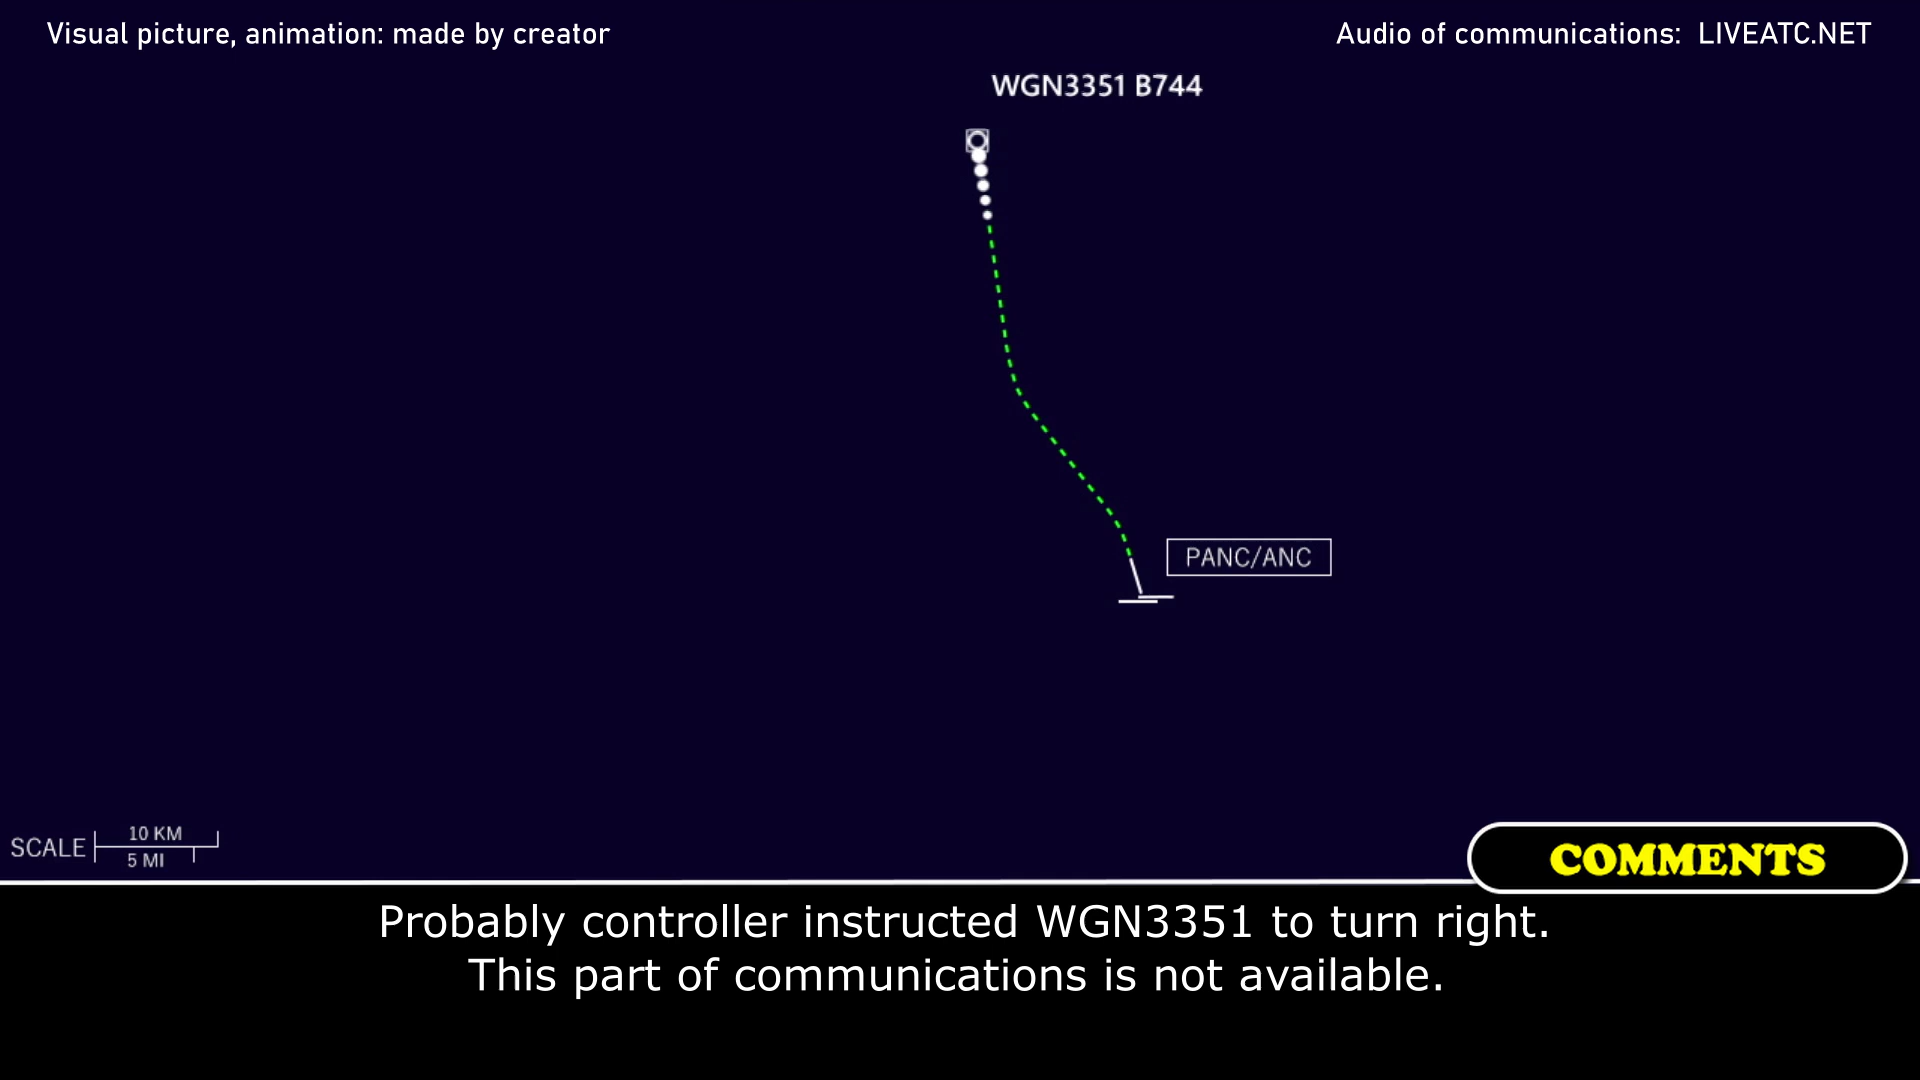 Visual picture, animation: made by creator
Audio of communications: LIVEATC.NET
WGN3351 B744
PANC/ANC
SCALE
10 KM
5 MI
COMMENTS
Probably controller instructed WGN3351 to turn right.
This part of communications is not available.